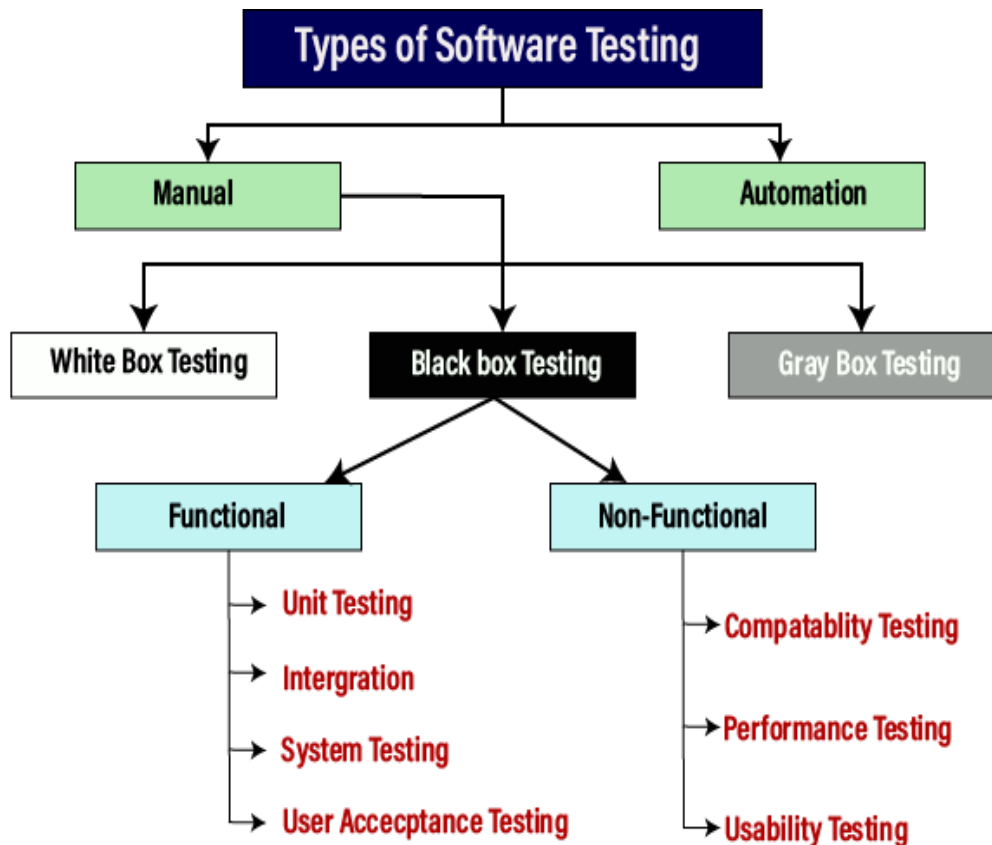 Types of Software Testing
Manual
Automation
White Box Testing
Black box Testing
Gray Box Testing
Functional
Non-Functional
Unit Testing
Intergration
System Testing
User Accecptance Testing
Compatablity Testing
Performance Testing
Usability Testing